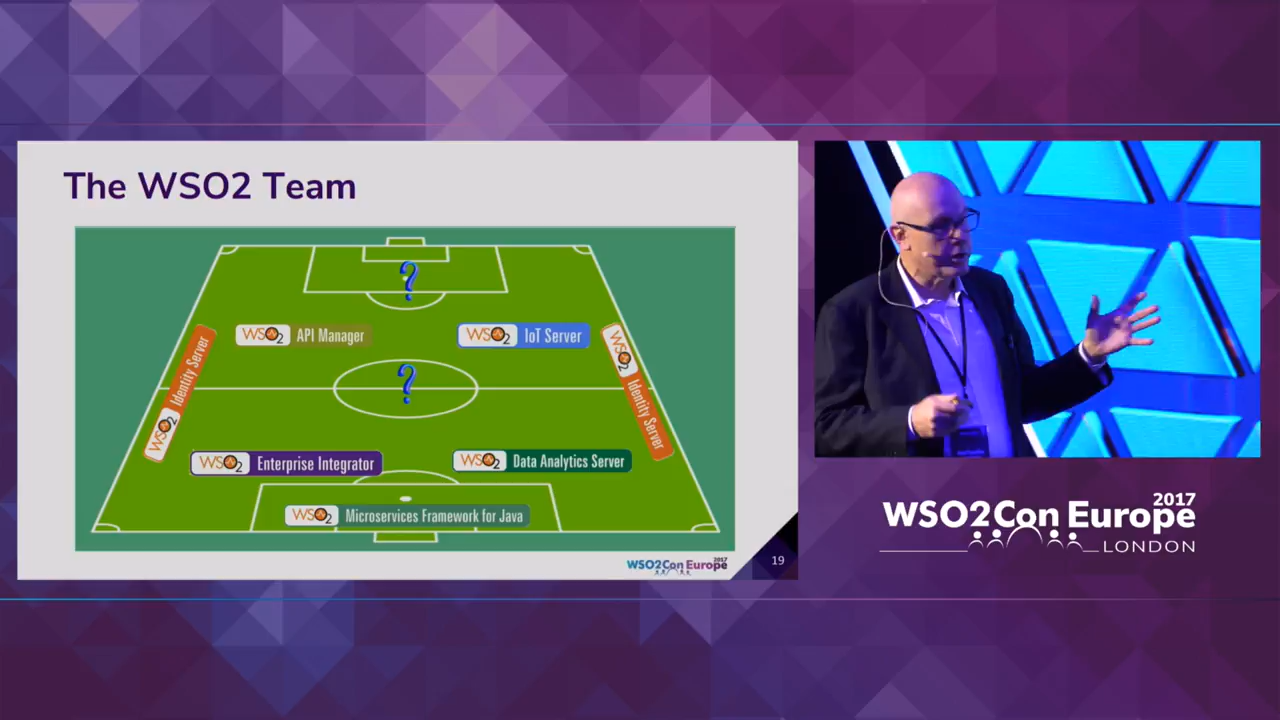 The WSO2 Team
?
WSO2 API Manager
WSO2 IoT Server
WSO2 Identity Server
WSO2 Identity Server
?
WSO2 Enterprise Integrator
WSO2 Data Analytics Server
WSO2 Microservices Framework for Java
WSO2Con Europe 2017
19
2017
WSO2Con Europe
LONDON